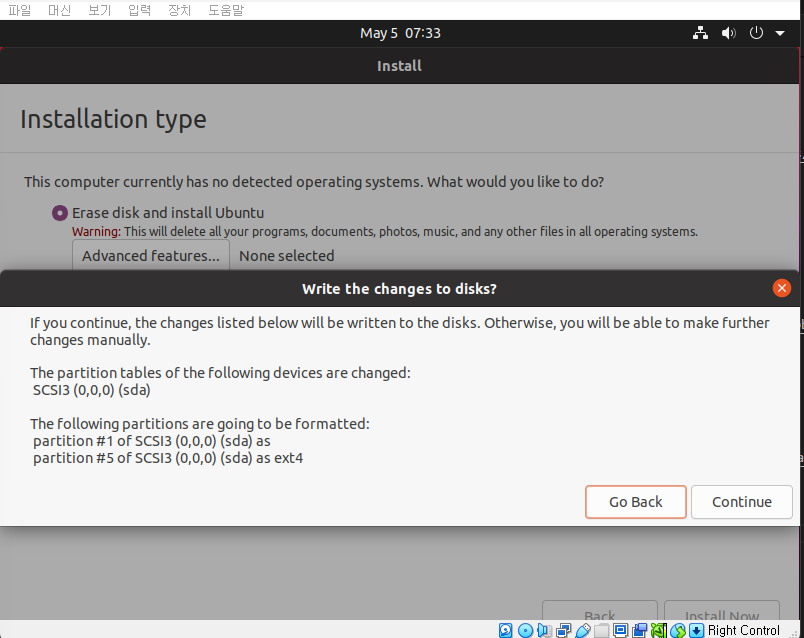 파일 머신 보기 입력 장치 도움말
May 5 07:33
Install
Installation type
This computer currently has no detected operating systems. What would you like to do?
Erase disk and install Ubuntu
Warning: This will delete all your programs, documents, photos, music, and any other files in all operating systems.
Advanced features... None selected
Write the changes to disks?
If you continue, the changes listed below will be written to the disks. Otherwise, you will be able to make further
changes manually.
The partition tables of the following devices are changed:
SCSI3 (0,0,0) (sda)
The following partitions are going to be formatted:
partition #1 of SCSI3 (0,0,0) (sda) as
partition #5 of SCSI3 (0,0,0) (sda) as ext4
Go Back Continue
Back Install Now
Right Control